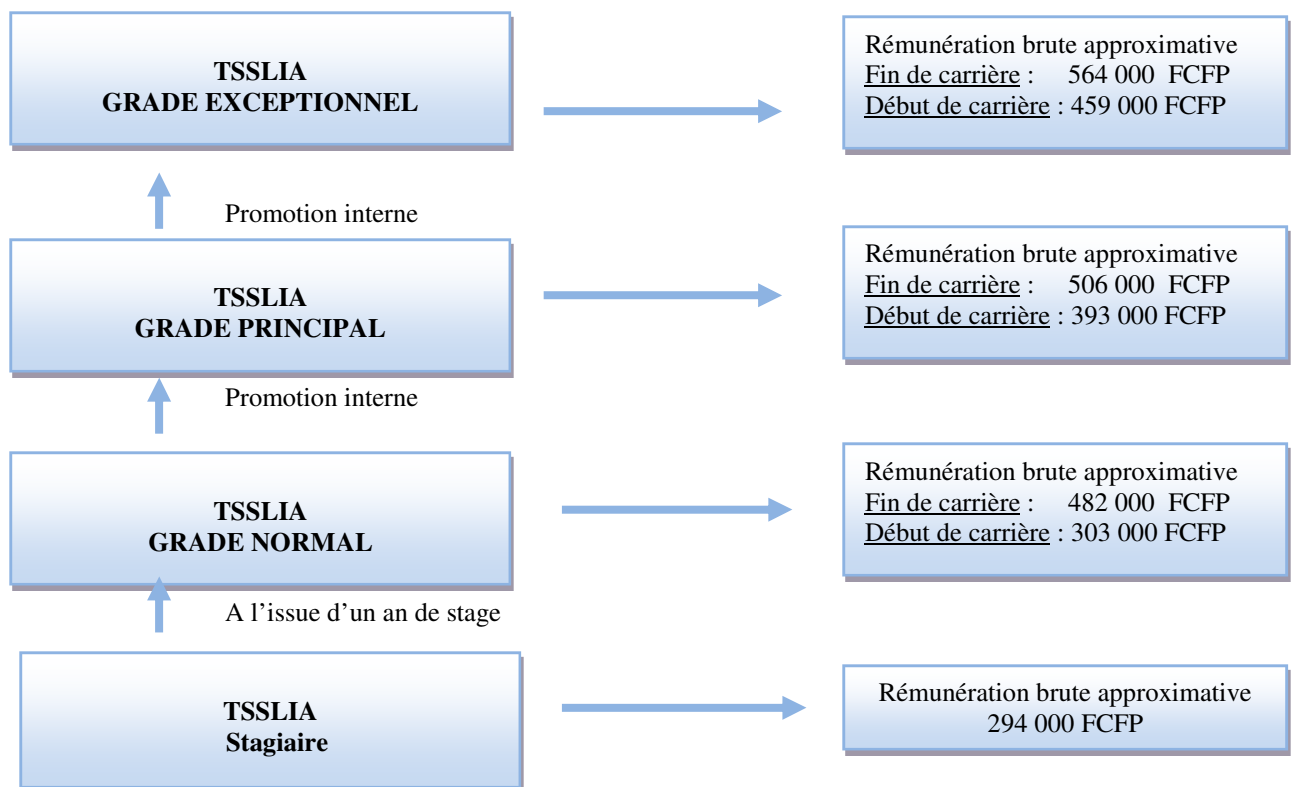 TSSLIA
GRADE EXCEPTIONNEL
Rémunération brute approximative
Fin de carrière : 564 000 FCFP
Début de carrière : 459 000 FCFP
Promotion interne
TSSLIA
GRADE PRINCIPAL
Rémunération brute approximative
Fin de carrière : 506 000 FCFP
Début de carrière : 393 000 FCFP
Promotion interne
TSSLIA
GRADE NORMAL
Rémunération brute approximative
Fin de carrière : 482 000 FCFP
Début de carrière : 303 000 FCFP
A l’issue d’un an de stage
TSSLIA
Stagiaire
Rémunération brute approximative
294 000 FCFP